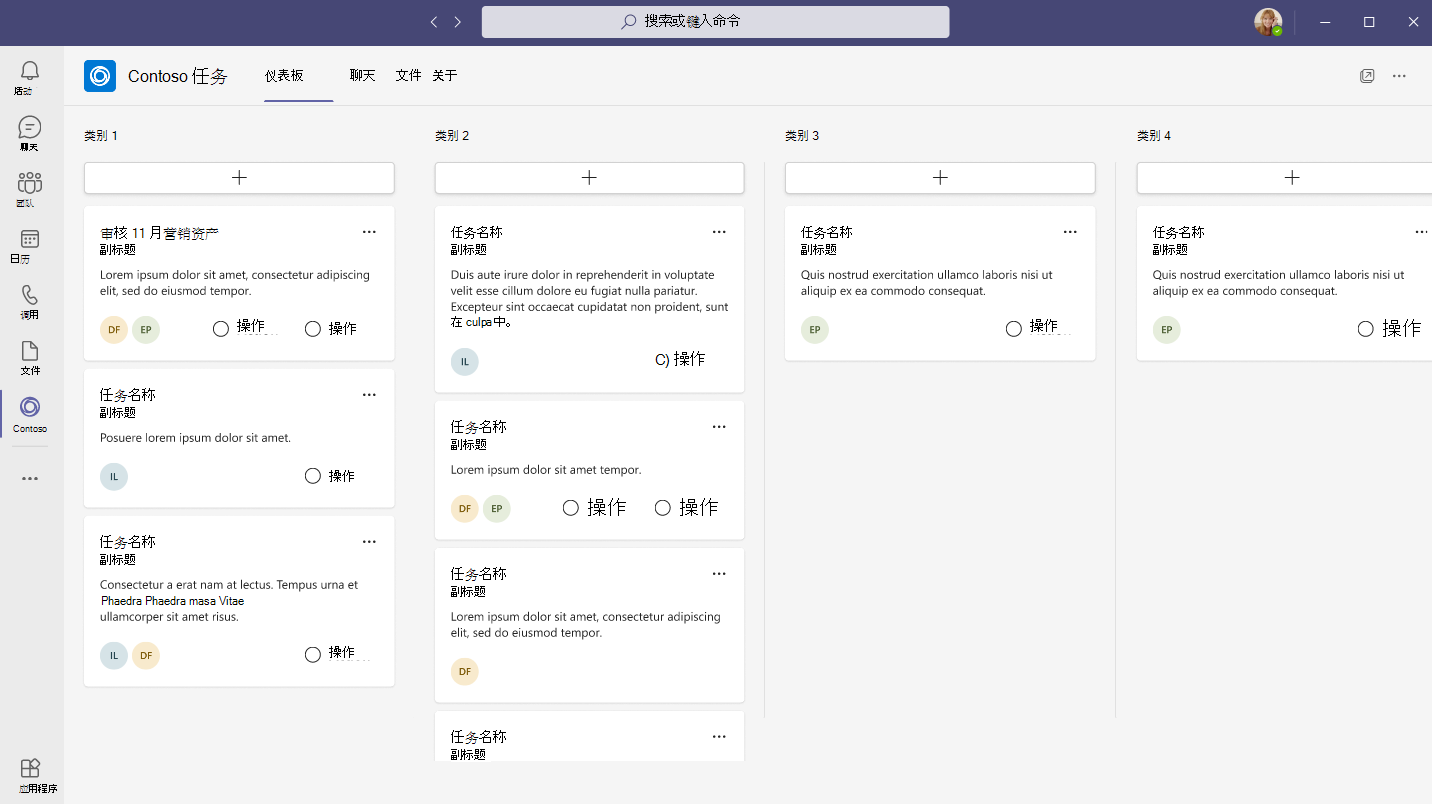 搜索或键入命令
活动
聊天
团队
日历
调用
文件
Contoso
应用程序
Contoso 任务
仪表板
聊天
文件
关于
类别 1
审核 11 月营销资产
副标题
Lorem ipsum dolor sit amet, consectetur adipiscing
elit, sed do eiusmod tempor.
DF
EP
操作
操作
任务名称
副标题
Posuere lorem ipsum dolor sit amet.
IL
操作
任务名称
副标题
Consectetur a erat nam at lectus. Tempus urna et
Phaedra Phaedra masa Vitae
ullamcorper sit amet risus.
IL
DF
操作
类别 2
任务名称
副标题
Duis aute irure dolor in reprehenderit in voluptate
velit esse cillum dolore eu fugiat nulla pariatur.
Excepteur sint occaecat cupidatat non proident, sunt
在 culpa中。
IL
C) 操作
任务名称
副标题
Lorem ipsum dolor sit amet tempor.
DF
EP
操作
操作
任务名称
副标题
Lorem ipsum dolor sit amet, consectetur adipiscing
elit, sed do eiusmod tempor.
DF
任务名称
副标题
类别 3
任务名称
副标题
Quis nostrud exercitation ullamco laboris nisi ut
aliquip ex ea commodo consequat.
EP
操作
类别 4
任务名称
副标题
Quis nostrud exercitation ullamco laboris nisi ut
aliquip ex ea commodo consequat.
EP
操作